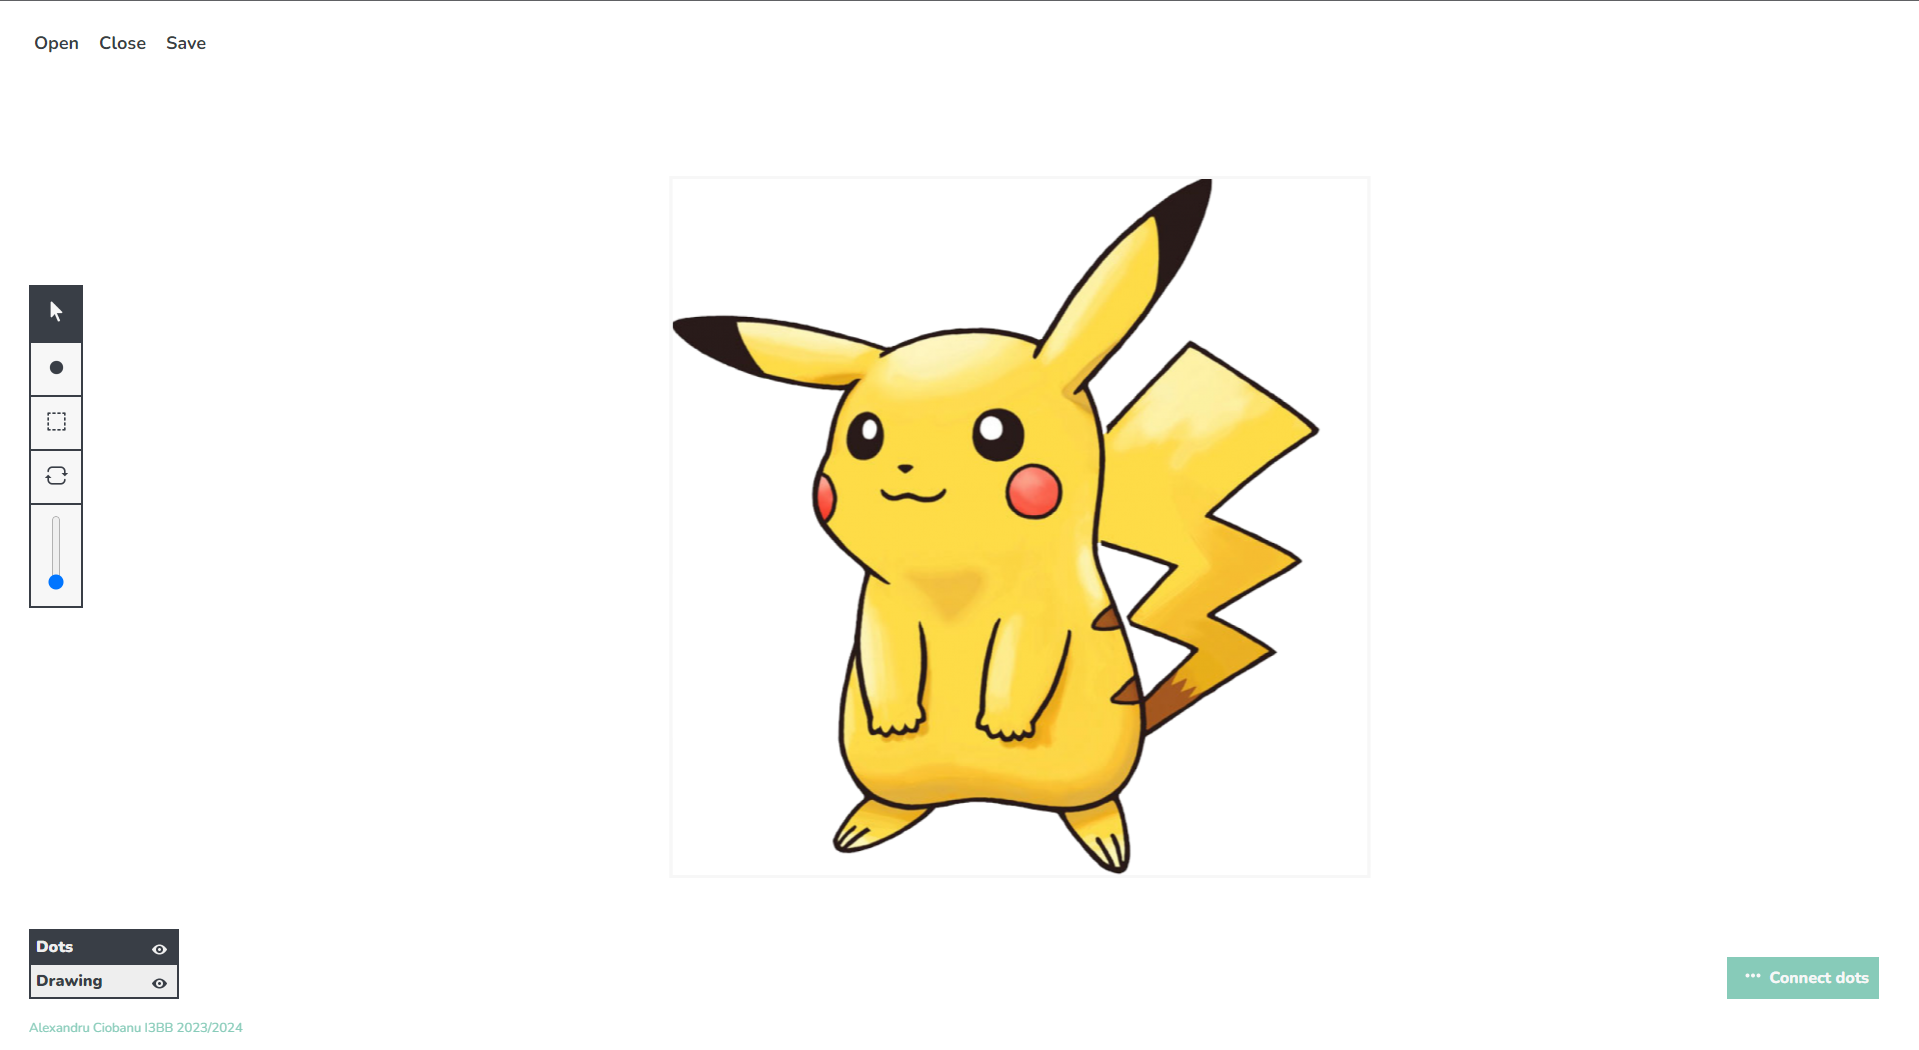 Open Close Save
Dots
Drawing
Connect dots
Alexandru Ciobanu I3BB 2023/2024